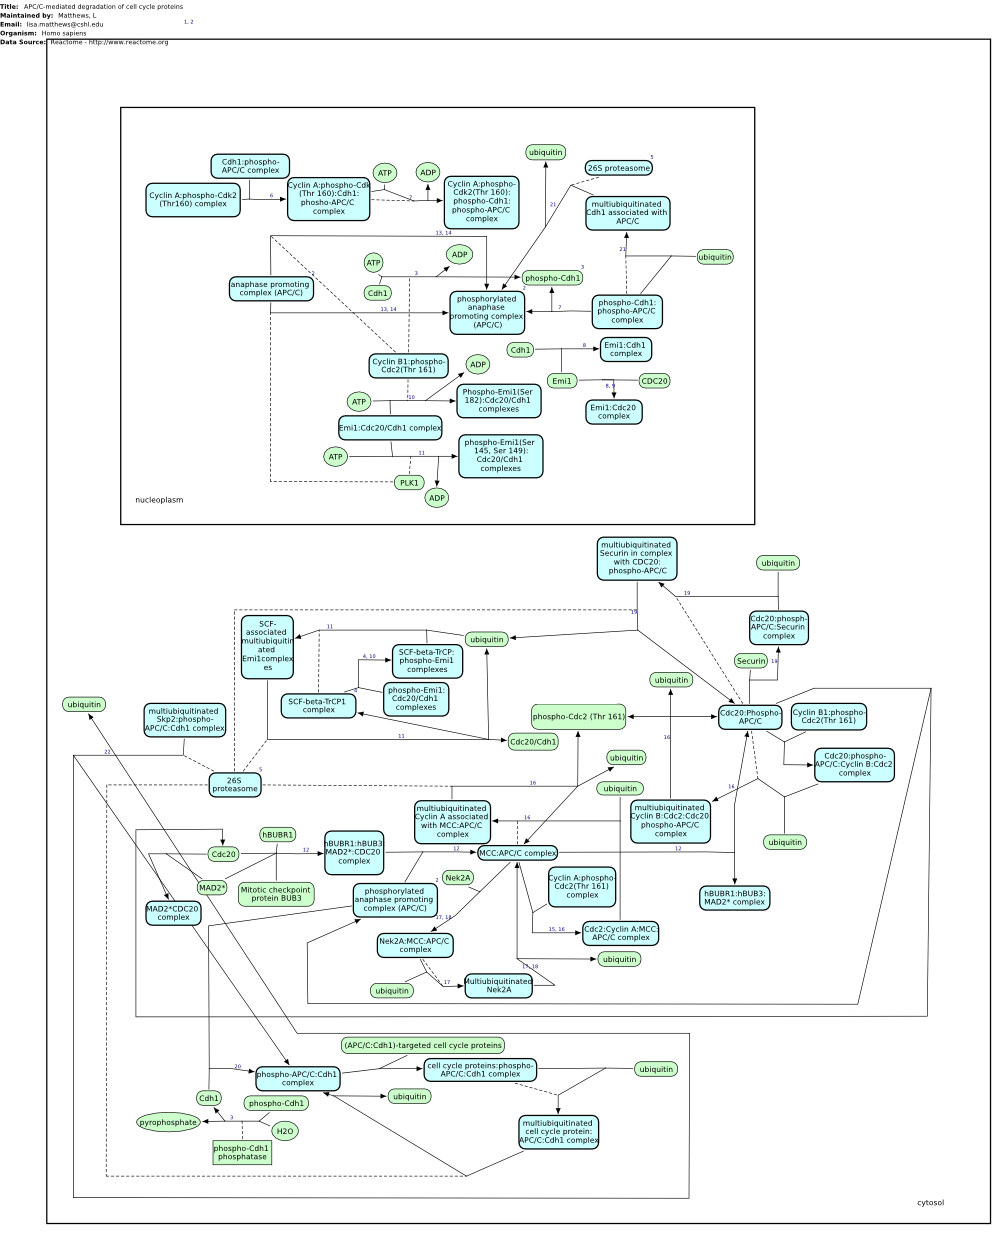 Title: APC/C-mediated degradation of cell cycle proteins
Maintained by: Matthews, L
Email: lisa.matthews@cshl.edu
1, 2
Organism: Homo sapiens
Data Source: Reactome - http://www.reactome.org
ubiquitin
5
26S proteasome
Cdh1:phospho-
APC/C complex
ATP
ADP
Cyclin A:phospho-Cdk2
(Thr160) complex
6
Cyclin A:phospho-Cdk
(Thr 160):Cdh1:
phosho-APC/C
complex
2
Cyclin A:phospho-
Cdk2(Thr 160):
phospho-Cdh1:
phospho-APC/C
complex
21
multiubiquitinated
Cdh1 associated with
APC/C
13, 14
21
ubiquitin
ATP
ADP
3
3
phospho-Cdh1
Cdh1
2
anaphase promoting
complex (APC/C)
2
phosphorylated
anaphase
promoting complex
(APC/C)
7
phospho-Cdh1:
phospho-APC/C
complex
13, 14
Cdh1
8
Emi1:Cdh1
complex
Cyclin B1:phospho-
Cdc2(Thr 161)
ADP
Emi1
8, 9
CDC20
ATP
10
Phospho-Emi1(Ser
182):Cdc20/Cdh1
complexes
Emi1:Cdc20
complex
Emi1:Cdc20/Cdh1 complex
ATP
11
phospho-Emi1(Ser
145, Ser 149):
Cdc20/Cdh1
complexes
PLK1
ADP
nucleoplasm
multiubiquitinated
Securin in complex
with CDC20:
phospho-APC/C
ubiquitin
19
19
Cdc20:phosph-
APC/C:Securin
complex
SCF-
associated
multiubiquitin
ated
Emi1complex
es
11
ubiquitin
4, 10
SCF-beta-TrCP:
phospho-Emi1
complexes
Securin
19
ubiquitin
SCF-beta-TrCP1
complex
phospho-Emi1:
Cdc20/Cdh1
complexes
ubiquitin
multiubiquitinated
Skp2:phospho-
APC/C:Cdh1 complex
phospho-Cdc2 (Thr 161)
Cdc20:Phospho-
APC/C
Cyclin B1:phospho-
Cdc2(Thr161)
11
Cdc20/Cdh1
16
22
ubiquitin
Cdc20:phospho-
APC/C:Cyclin B:Cdc2
complex
5
26S
proteasome
16
ubiquitin
16
multiubiquitinated
Cyclin A associated
with MCC:APC/C
complex
16
multiubiquitinated
Cyclin B:Cdc2:Cdc20
phospho-APC/C
complex
ubiquitin
hBUBR1
Cdc20
12
hBUBR1:hBUB3
MAD2*:CDC20
complex
12
MCC:APC/C complex
12
MAD2*
Mitotic checkpoint
protein BUB3
2
Nek2A
Cyclin A:phospho-
Cdc2(Thr 161)
complex
hBUBR1:hBUB3:
MAD2* complex
MAD2*CDC20
complex
phosphorylated
anaphase promoting
complex (APC/C)
17, 18
15, 16
Cdc2:Cyclin A:MCC:
APC/C complex
Nek2A:MCC:APC/C
complex
17, 18
ubiquitin
ubiquitin
17
Multiubiquitinated
Nek2A
(APC/C:Cdh1)-targeted cell cycle proteins
20
phospho-APC/C:Cdh1
complex
cell cycle proteins:phospho-
APC/C:Cdh1 complex
ubiquitin
Cdh1
phospho-Cdh1
ubiquitin
pyrophosphate
3
H2O
multiubiquitinated
cell cycle protein:
APC/C:Cdh1 complex
phospho-Cdh1
phosphatase
cytosol